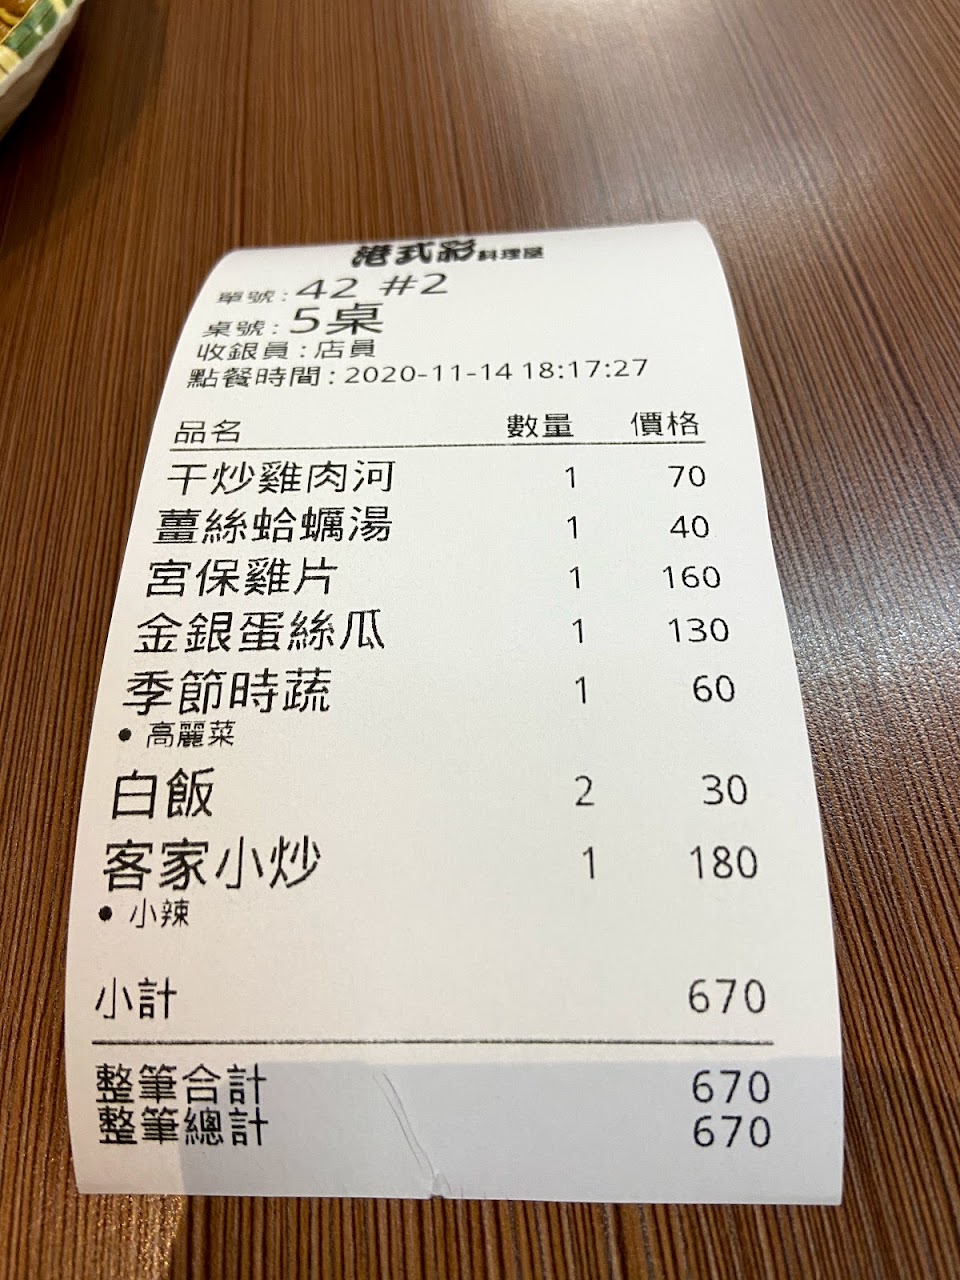 港式彩料理屋
單號:42 #2
桌號:5桌
收銀員:店員
點餐時間:2020-11-14 18:17:27
品名 數量 價格
干炒雞肉河 1 70
薑絲蛤蠣湯 1 40
宮保雞片 1 160
金銀蛋絲瓜 1 130
季節時蔬 1 60
• 高麗菜
白飯 2 30
客家小炒 1 180
• 小辣
小計 670
整筆合計 670
整筆總計 670